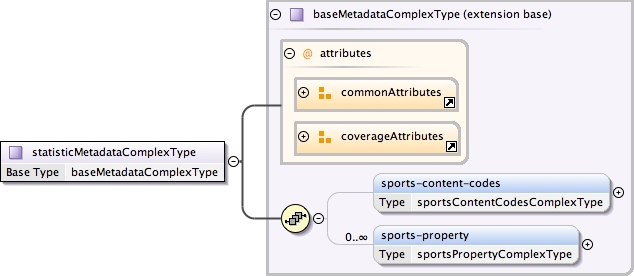 baseMetadataComplexType (extension base)
@ attributes
commonAttributes
coverageAttributes
statisticMetadataComplexType
Base Type baseMetadataComplexType
sports-content-codes
Type sportsContentCodesComplexType
0..∞
sports-property
Type sportsPropertyComplexType